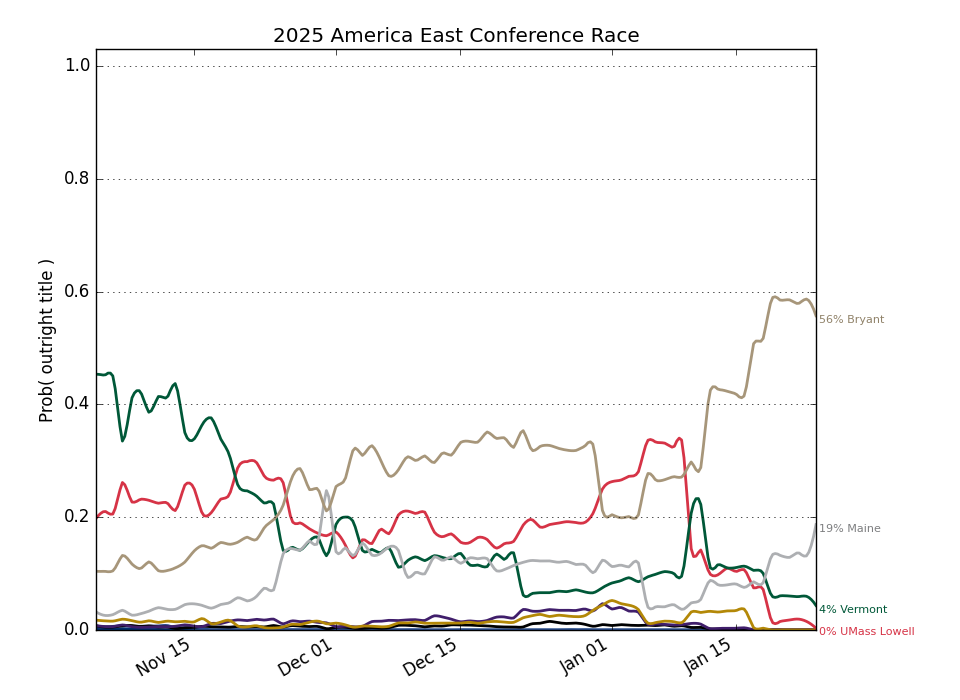 2025 America East Conference Race
Prob( outright title )
1.0
0.8
0.6
0.4
0.2
0.0
56% Bryant
19% Maine
4% Vermont
0% UMass Lowell
Nov 15
Dec 01
Dec 15
Jan 01
Jan 15